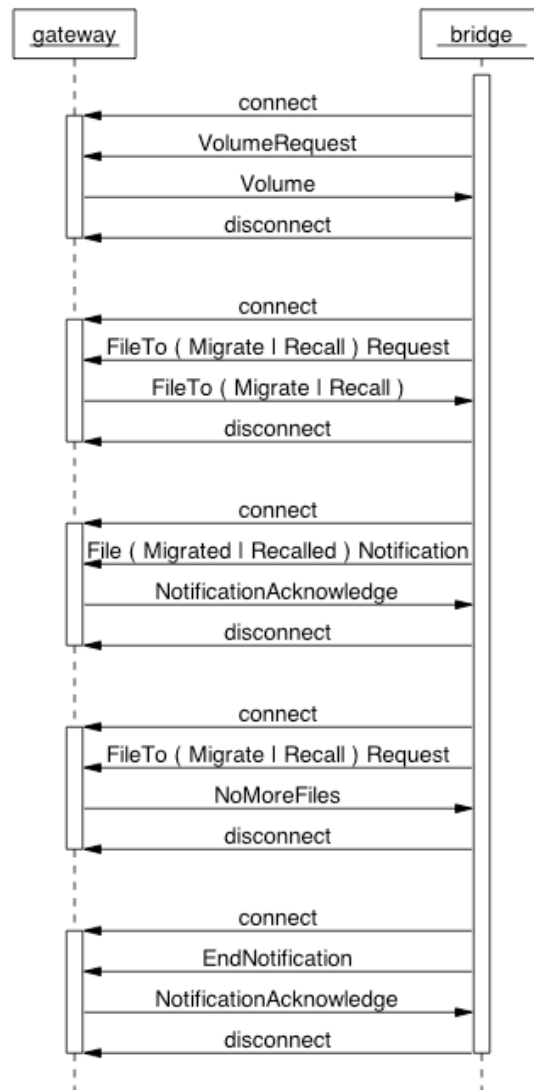 gateway
bridge
connect
VolumeRequest
Volume
disconnect
connect
FileTo ( Migrate | Recall ) Request
FileTo ( Migrate | Recall )
disconnect
connect
File ( Migrated | Recalled ) Notification
NotificationAcknowledge
disconnect
connect
FileTo ( Migrate | Recall ) Request
NoMoreFiles
disconnect
connect
EndNotification
NotificationAcknowledge
disconnect